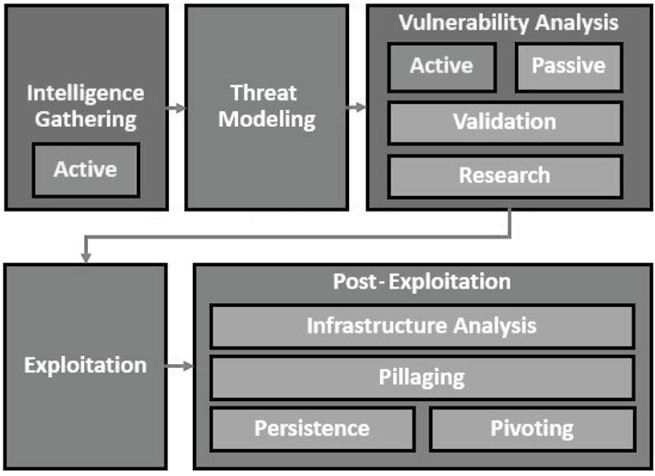 Intelligence
Gathering
Active
Threat
Modeling
Vulnerability Analysis
Active
Passive
Validation
Research
Exploitation
Post-Exploitation
Infrastructure Analysis
Pillaging
Persistence
Pivoting